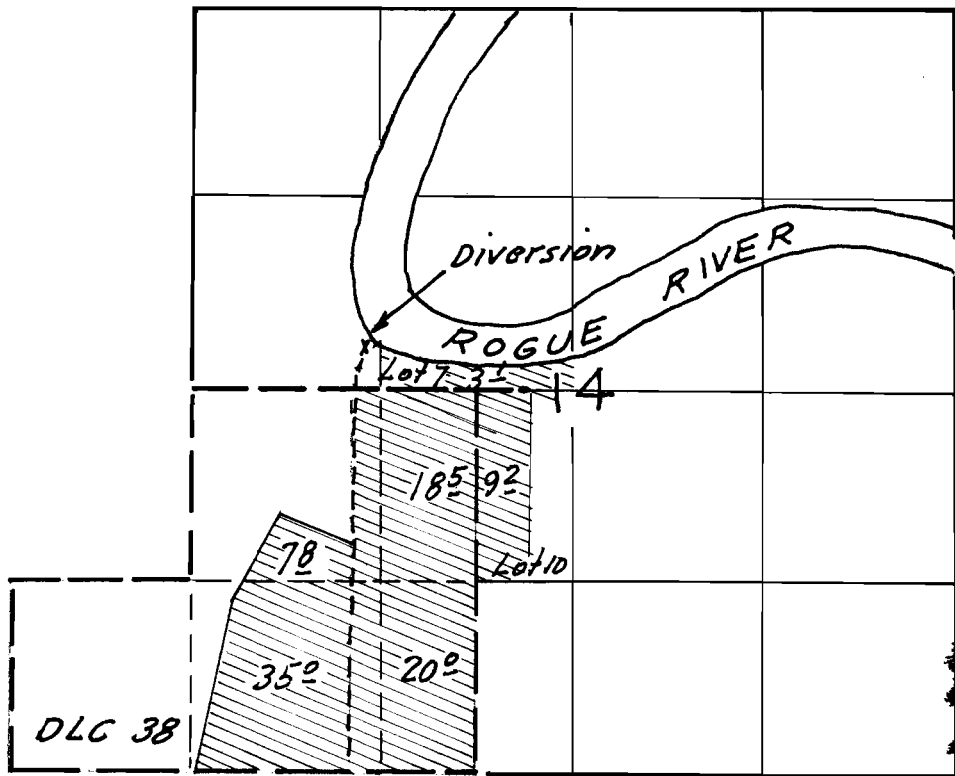 Diversion
ROGUE RIVER
Lot 7 3 1
14
18 5 9 2
Lot 10
7 8
35 0
20 0
DLC 38